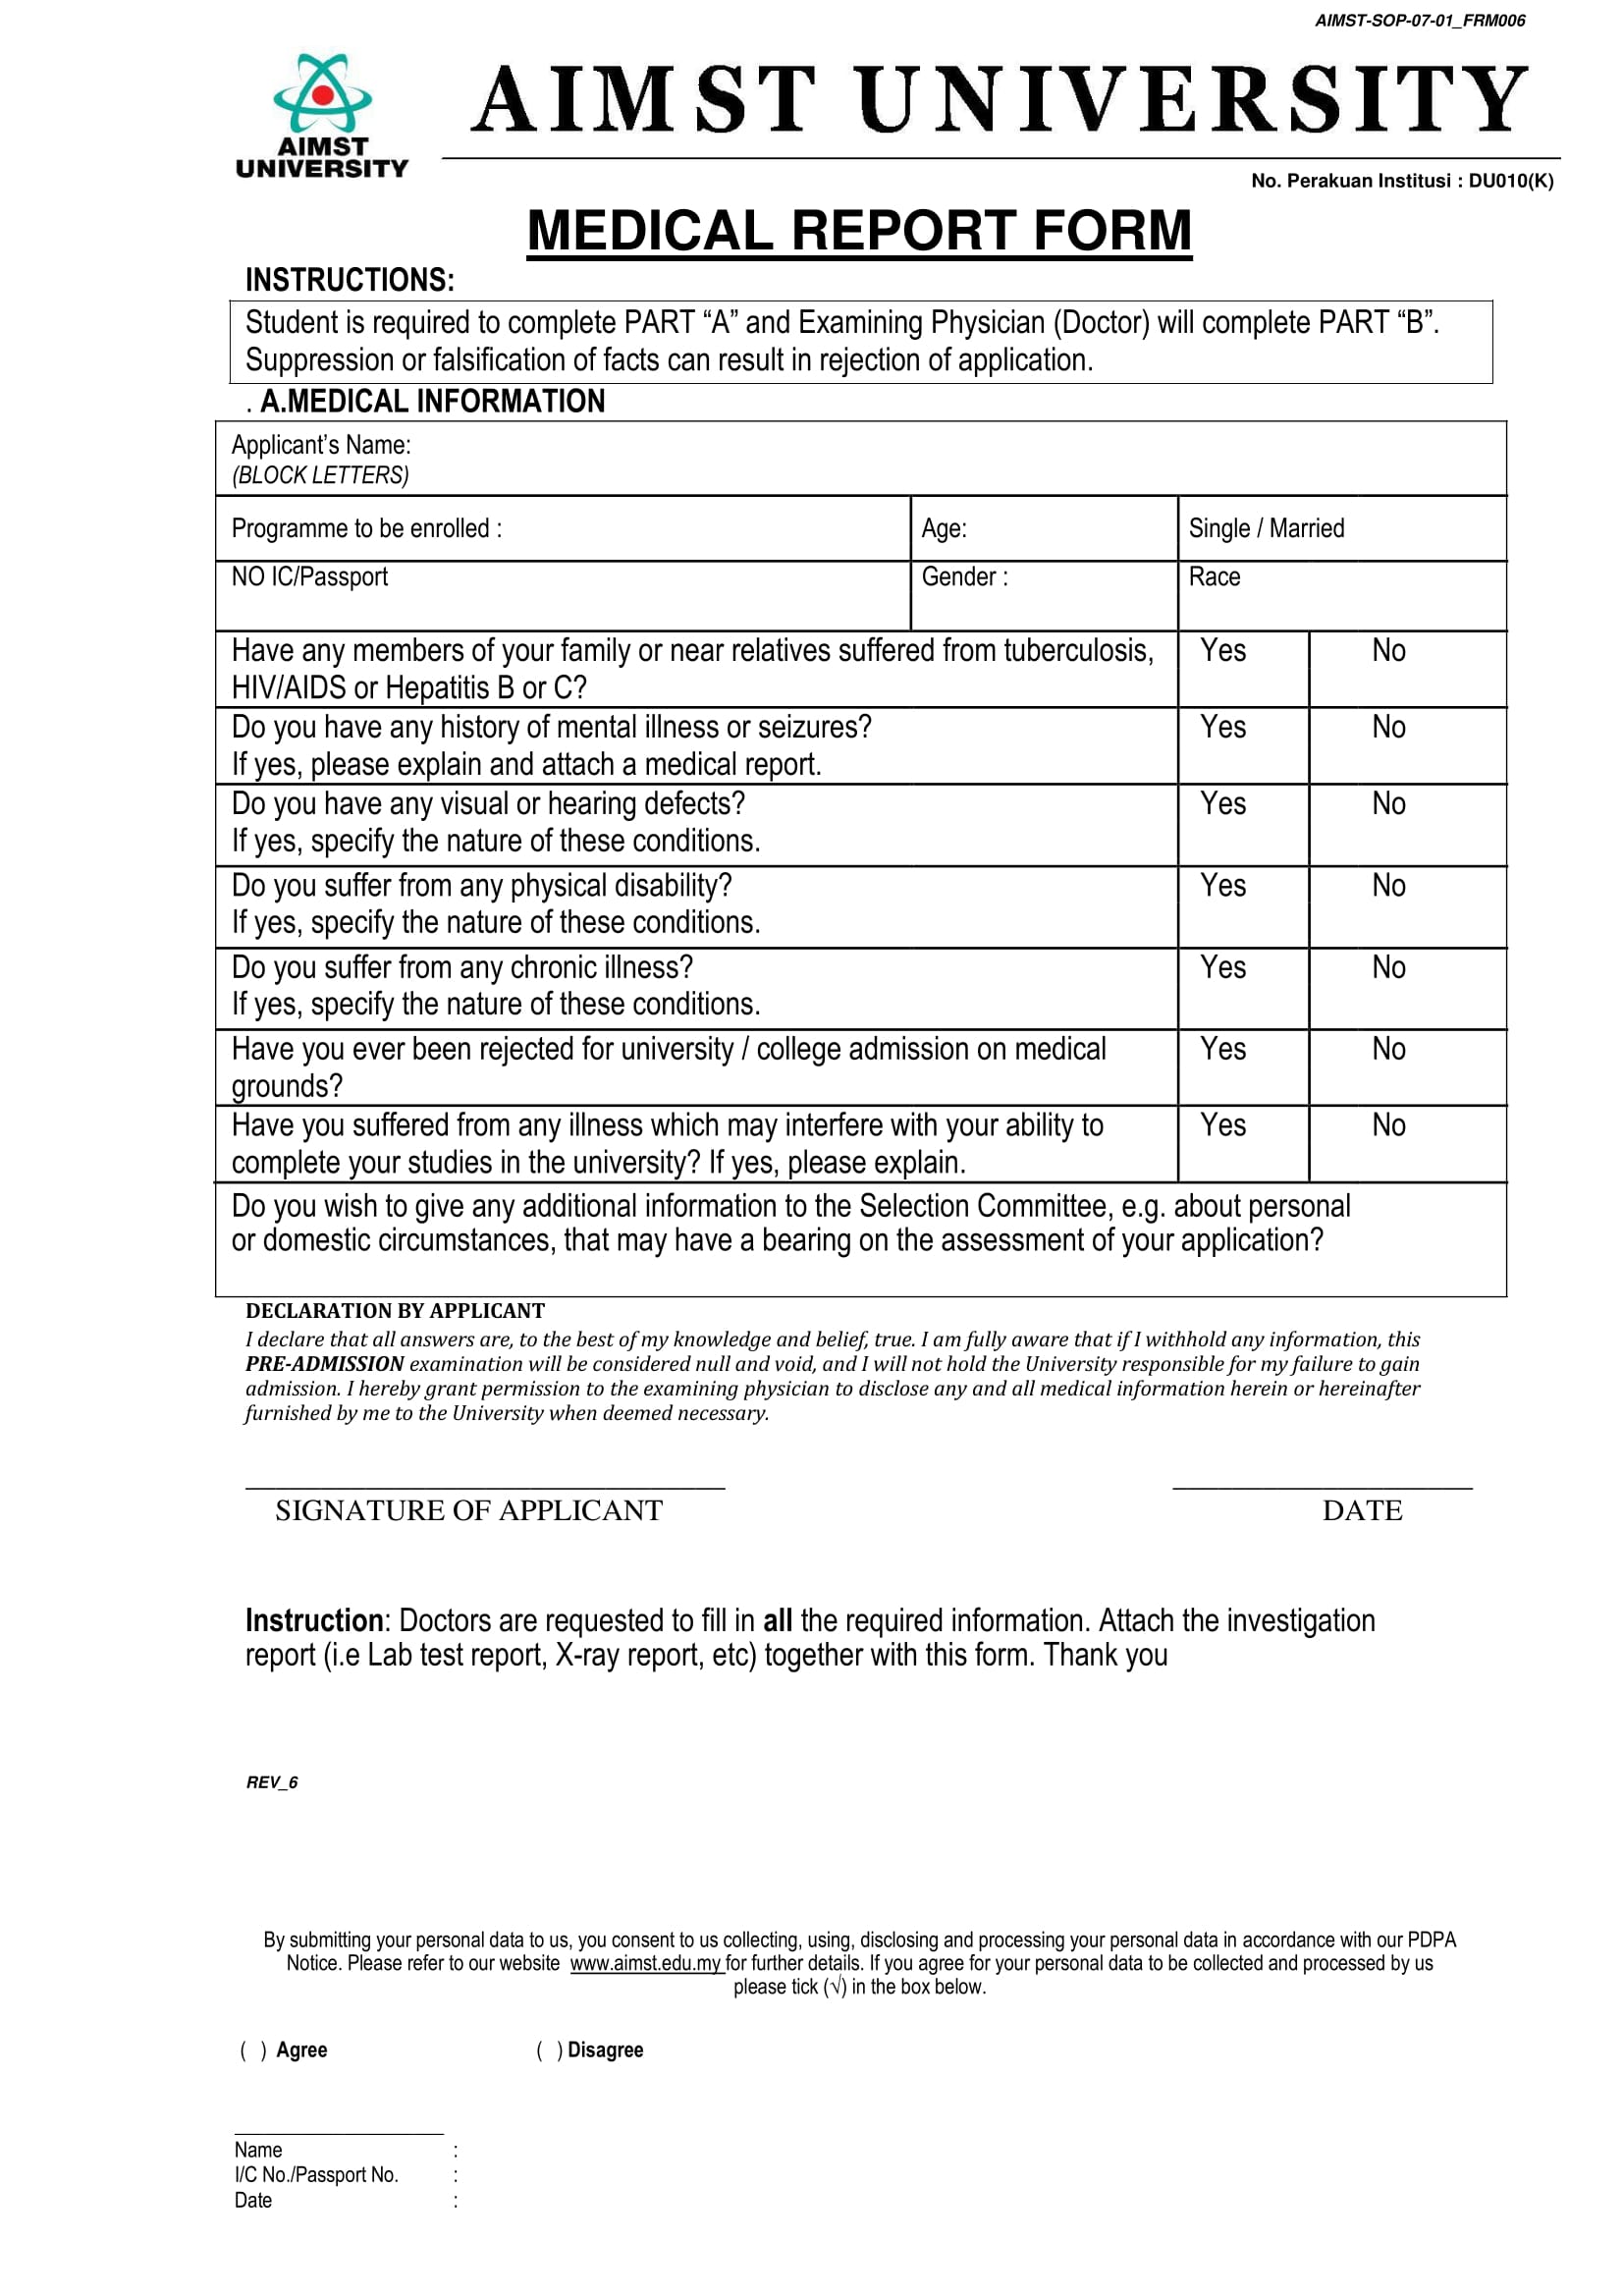 AIMST-SOP-07-01_FRM006
AIMST
UNIVERSITY
AIMST UNIVERSITY
No. Perakuan Institusi : DU010(K)
MEDICAL REPORT FORM
INSTRUCTIONS:
Student is required to complete PART “A” and Examining Physician (Doctor) will complete PART “B”.
Suppression or falsification of facts can result in rejection of application.
. A.MEDICAL INFORMATION
Applicant’s Name:
(BLOCK LETTERS)
Programme to be enrolled : Age: Single / Married
NO IC/Passport Gender : Race
Have any members of your family or near relatives suffered from tuberculosis, Yes No
HIV/AIDS or Hepatitis B or C?
Do you have any history of mental illness or seizures? Yes No
If yes, please explain and attach a medical report.
Do you have any visual or hearing defects? Yes No
If yes, specify the nature of these conditions.
Do you suffer from any physical disability? Yes No
If yes, specify the nature of these conditions.
Do you suffer from any chronic illness? Yes No
If yes, specify the nature of these conditions.
Have you ever been rejected for university / college admission on medical Yes No
grounds?
Have you suffered from any illness which may interfere with your ability to Yes No
complete your studies in the university? If yes, please explain.
Do you wish to give any additional information to the Selection Committee, e.g. about personal
or domestic circumstances, that may have a bearing on the assessment of your application?
DECLARATION BY APPLICANT
I declare that all answers are, to the best of my knowledge and belief, true. I am fully aware that if I withhold any information, this
PRE-ADMISSION examination will be considered null and void, and I will not hold the University responsible for my failure to gain
admission. I hereby grant permission to the examining physician to disclose any and all medical information herein or hereinafter
furnished by me to the University when deemed necessary.
SIGNATURE OF APPLICANT DATE
Instruction: Doctors are requested to fill in all the required information. Attach the investigation
report (i.e Lab test report, X-ray report, etc) together with this form. Thank you
REV_6
By submitting your personal data to us, you consent to us collecting, using, disclosing and processing your personal data in accordance with our PDPA
Notice. Please refer to our website www.aimst.edu.my for further details. If you agree for your personal data to be collected and processed by us
please tick (√) in the box below.
( ) Agree ( ) Disagree
Name :
I/C No./Passport No. :
Date :